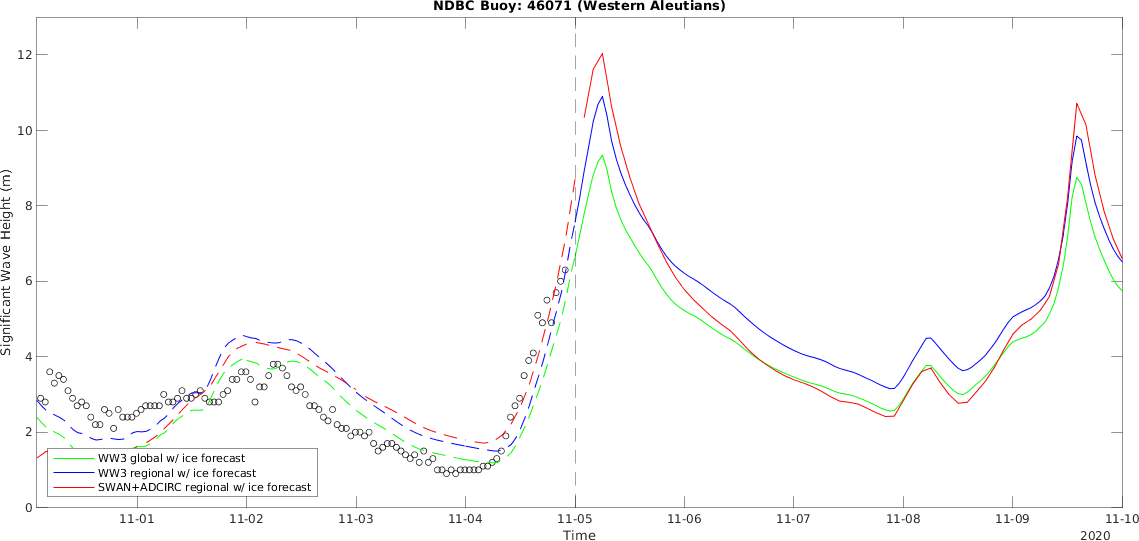 NDBC Buoy: 46071 (Western Aleutians)
Significant Wave Height (m)
12
10
8
6
4
2
0
WW3 global w/ ice forecast
WW3 regional w/ ice forecast
SWAN+ADCIRC regional w/ ice forecast
11-01 11-02 11-03 11-04 11-05 11-06 11-07 11-08 11-09 11-10
Time
2020